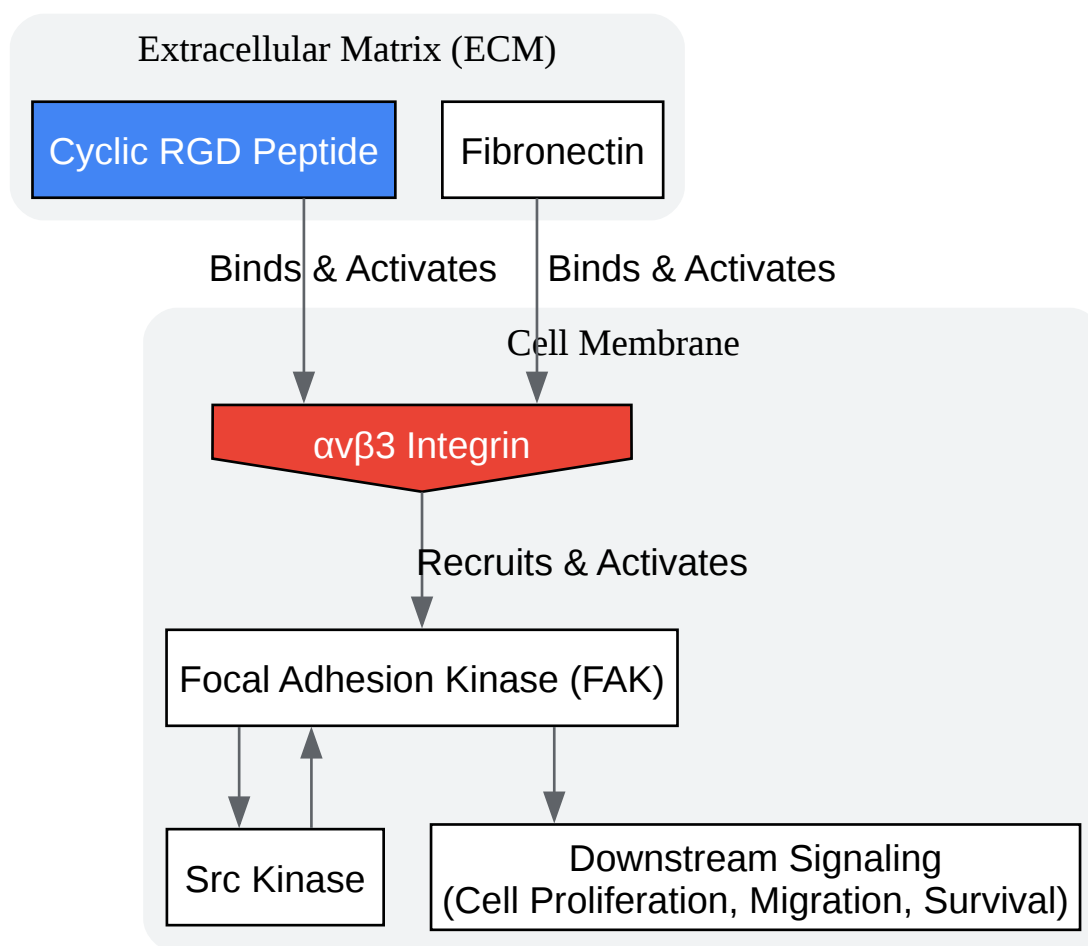 Extracellular Matrix (ECM)
Cyclic RGD Peptide
Fibronectin
Binds & Activates
Binds & Activates
Cell Membrane
αvβ3 Integrin
Recruits & Activates
Focal Adhesion Kinase (FAK)
Src Kinase
Downstream Signaling
(Cell Proliferation, Migration, Survival)